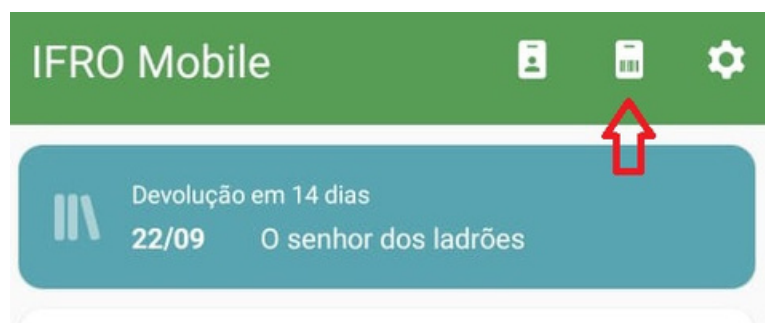 IFRO Mobile
Devolução em 14 dias
22/09 O senhor dos ladrões